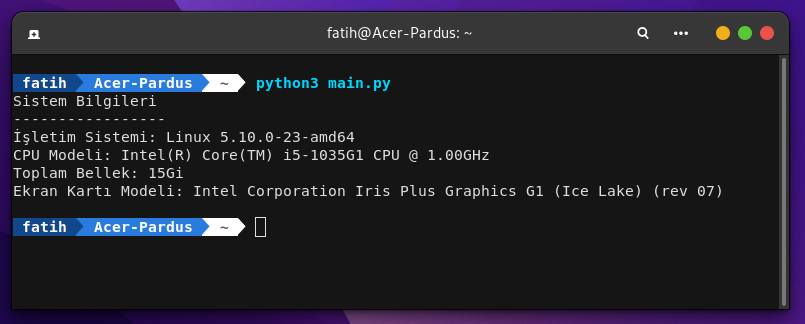 fatih@Acer-Pardus: ~
fatih Acer-Pardus ~ python3 main.py
Sistem Bilgileri
-----------------
İşletim Sistemi: Linux 5.10.0-23-amd64
CPU Modeli: Intel(R) Core(TM) i5-1035G1 CPU @ 1.00GHz
Toplam Bellek: 15Gi
Ekran Kartı Modeli: Intel Corporation Iris Plus Graphics G1 (Ice Lake) (rev 07)
fatih Acer-Pardus ~